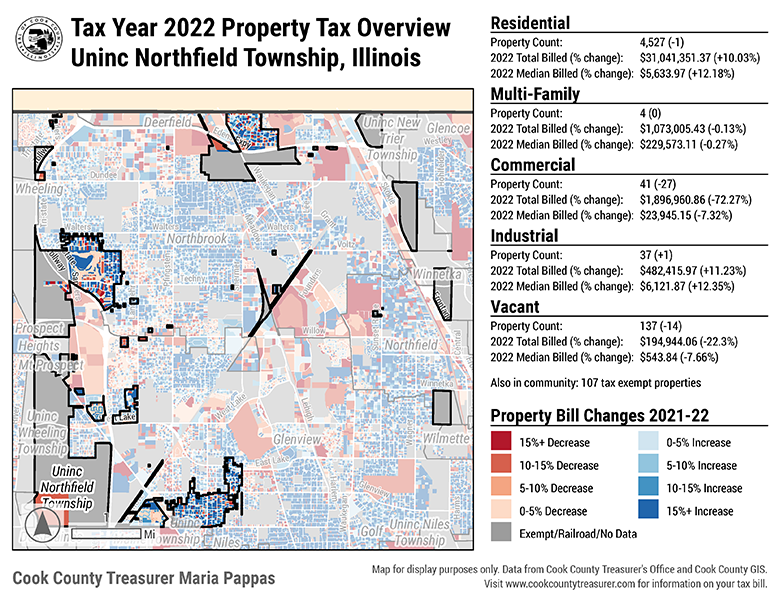 Tax Year 2022 Property Tax Overview
Uninc Northfield Township, Illinois
Residential
Property Count: 4,527 (-1)
2022 Total Billed (% change): $31,041,351.37 (+10.03%)
2022 Median Billed (% change): $5,633.97 (+12.18%)
Multi-Family
Property Count: 4 (0)
2022 Total Billed (% change): $1,073,005.43 (-0.13%)
2022 Median Billed (% change): $229,573.11 (-0.27%)
Commercial
Property Count: 41 (-27)
2022 Total Billed (% change): $1,896,960.86 (-72.27%)
2022 Median Billed (% change): $23,945.15 (-7.32%)
Industrial
Property Count: 37 (+1)
2022 Total Billed (% change): $482,415.97 (+11.23%)
2022 Median Billed (% change): $6,121.87 (+12.35%)
Vacant
Property Count: 137 (-14)
2022 Total Billed (% change): $194,944.06 (-22.3%)
2022 Median Billed (% change): $543.84 (-7.66%)
Also in community: 107 tax exempt properties
Property Bill Changes 2021-22
15%+ Decrease
10-15% Decrease
5-10% Decrease
0-5% Decrease
Exempt/Railroad/No Data
0-5% Increase
5-10% Increase
10-15% Increase
15%+ Increase
Deerfield
Uninc New
Trier
Township
Glencoe
Dundee
Wheeling
Walters
Walters
Northbrook
Voltz
Techny
Winnetka
Willow
Prospect
Heights
Mt Prospect
Northfield
Winnetka
Lake
Uninc
Wheeling
Township
Glenview
Wilmette
Uninc
Northfield
Township
Golf
Uninc Niles
Township
Niles
Mi
Cook County Treasurer Maria Pappas
Map for display purposes only. Data from Cook County Treasurer's Office and Cook County GIS.
Visit www.cookcountytreasurer.com for information on your tax bill.